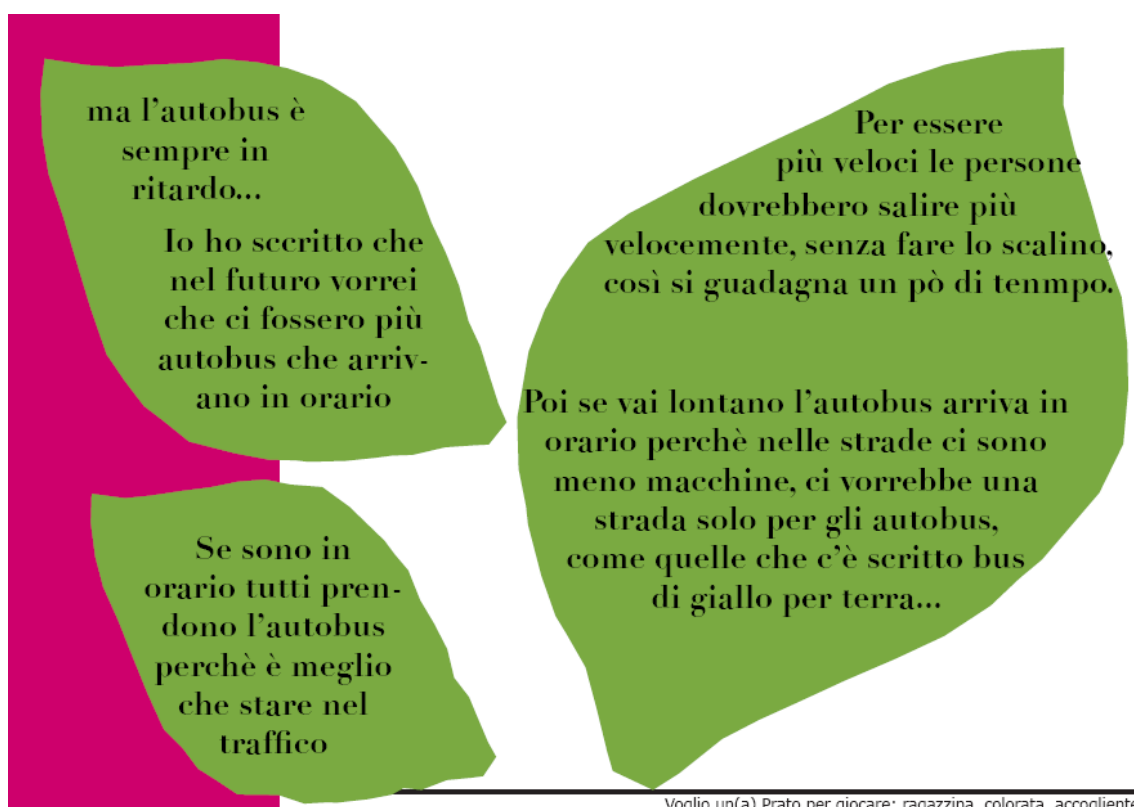 ma l'autobus è
sempre in
ritardo...
Io ho sccritto che
nel futuro vorrei
che ci fossero più
autobus che arriv-
ano in orario
Se sono in
orario tutti pren-
dono l'autobus
perchè è meglio
che stare nel
traffico
Per essere
più veloci le persone
dovrebbero salire più
velocemente, senza fare lo scalino,
così si guadagna un pò di tenmpo.
Poi se vai lontano l'autobus arriva in
orario perchè nelle strade ci sono
meno macchine, ci vorrebbe una
strada solo per gli autobus,
come quelle che c'è scritto bus
di giallo per terra...
Voglio un(a) Prato per giocare: ragazzina, colorata, accogliente